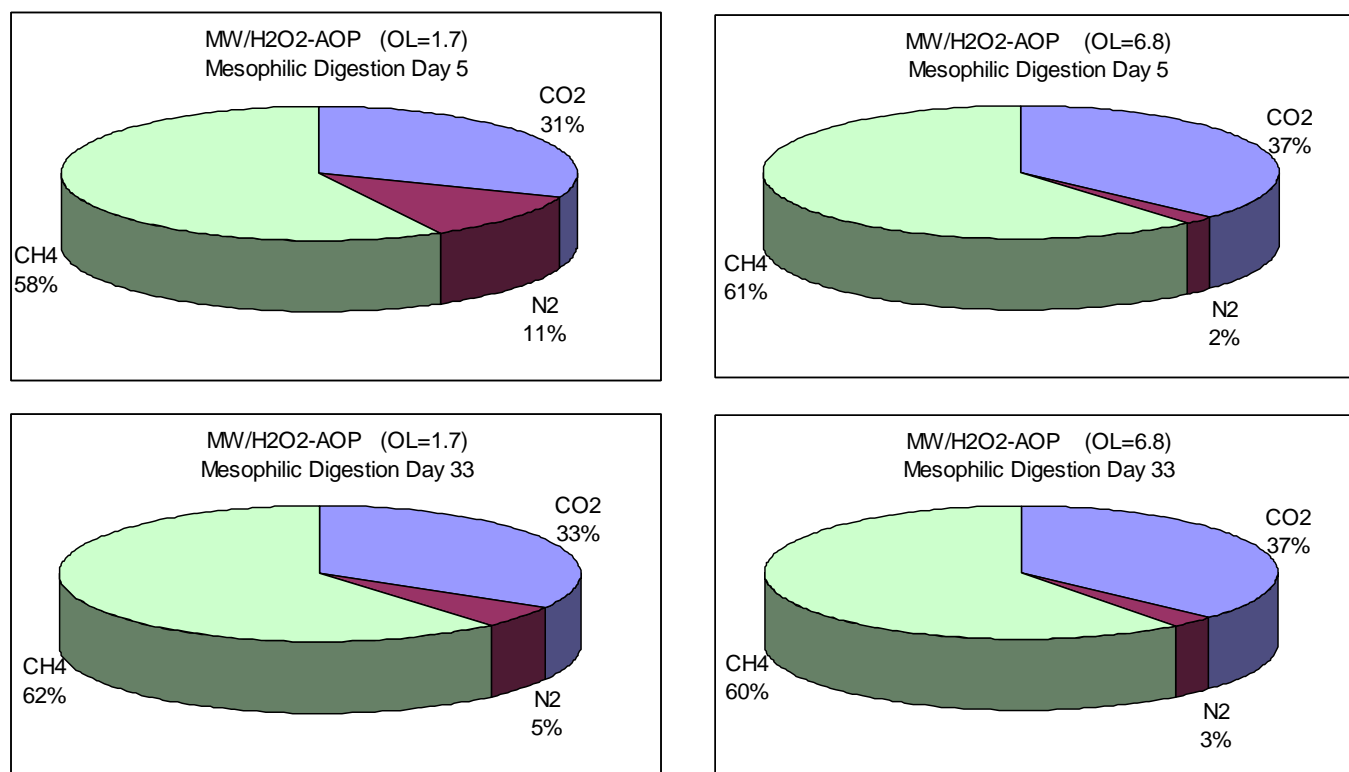 MW/H2O2-AOP (OL=1.7)
Mesophilic Digestion Day 5
CO2
31%
CH4
58%
N2
11%
MW/H2O2-AOP (OL=6.8)
Mesophilic Digestion Day 5
CO2
37%
CH4
61%
N2
2%
MW/H2O2-AOP (OL=1.7)
Mesophilic Digestion Day 33
CO2
33%
CH4
62%
N2
5%
MW/H2O2-AOP (OL=6.8)
Mesophilic Digestion Day 33
CO2
37%
CH4
60%
N2
3%